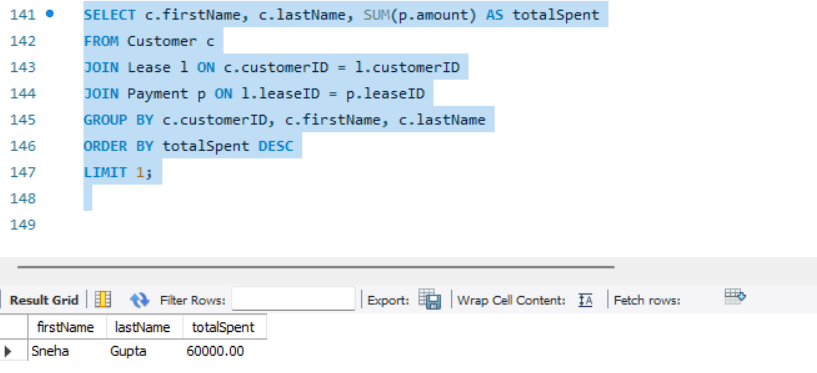 141 SELECT c.firstName, c.lastName, SUM(p.amount) AS totalSpent
142 FROM Customer c
143 JOIN Lease l ON c.customerID = l.customerID
144 JOIN Payment p ON l.leaseID = p.leaseID
145 GROUP BY c.customerID, c.firstName, c.lastName
146 ORDER BY totalSpent DESC
147 LIMIT 1;
148
149
Result Grid Filter Rows: Export: Wrap Cell Content: IA Fetch rows:
firstName lastName totalSpent
Sneha Gupta 60000.00